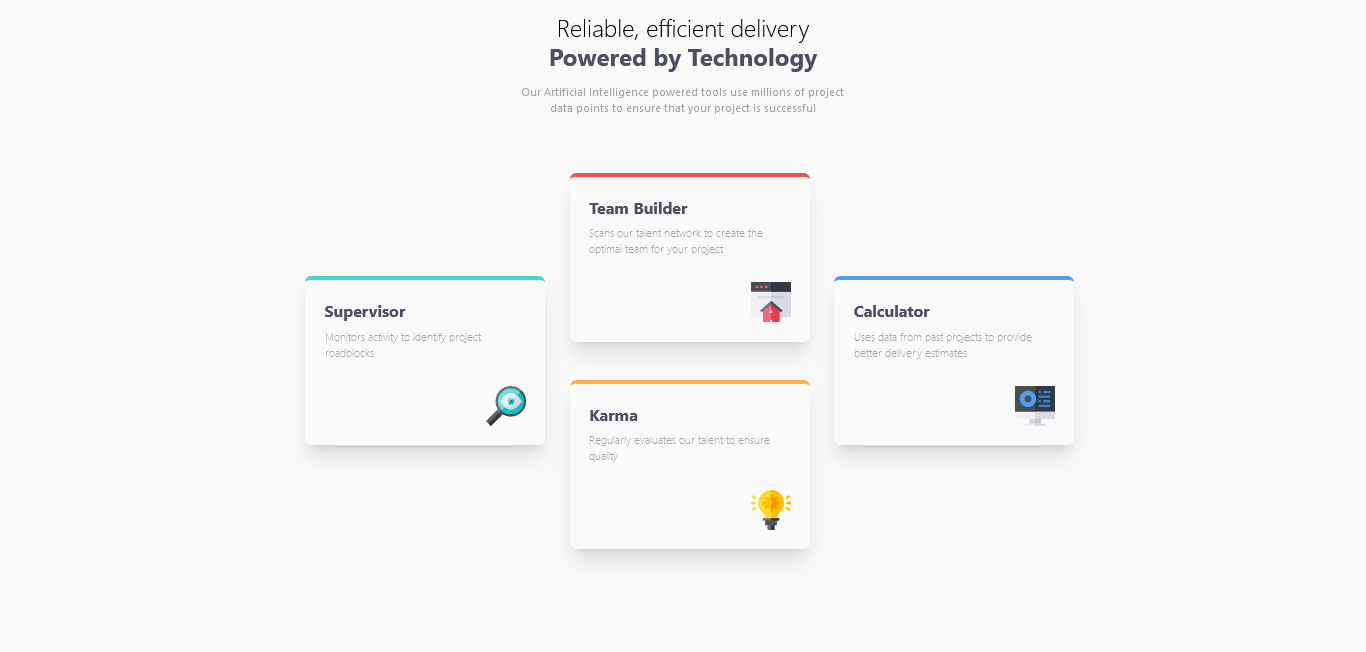 Reliable, efficient delivery
Powered by Technology
Our Artificial Intelligence powered tools use millions of project
data points to ensure that your project is successful
Team Builder
Scans our talent network to create the
optimal team for your project
Supervisor
Monitors activity to identify project
roadblocks
Calculator
Uses data from past projects to provide
better delivery estimates
Karma
Regularly evaluates our talent to ensure
quality